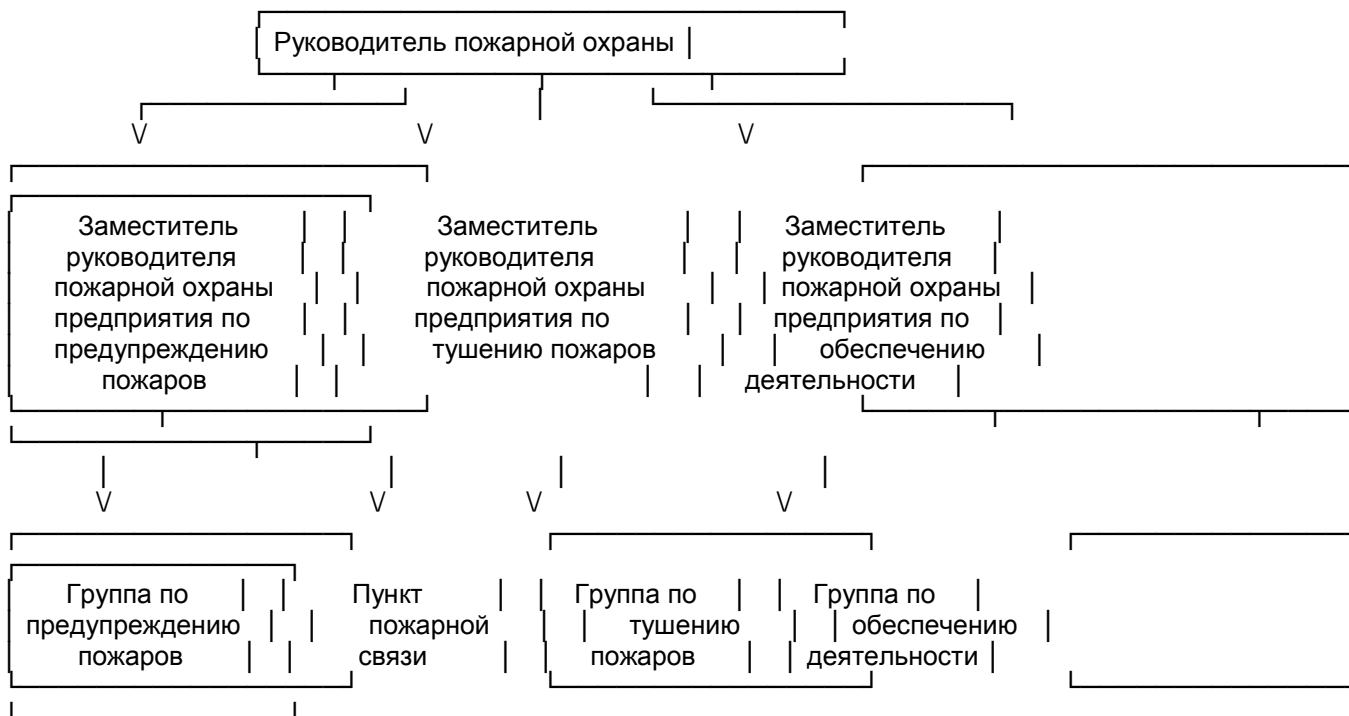 Руководитель пожарной охраны
Заместитель Заместитель Заместитель
руководителя руководителя руководителя
пожарной охраны пожарной охраны пожарной охраны
предприятия по предприятия по предприятия по
предупреждению тушению пожаров обеспечению
пожаров деятельности
Группа по Пункт Группа по Группа по
предупреждению пожарной тушению обеспечению
пожаров связи пожаров деятельности